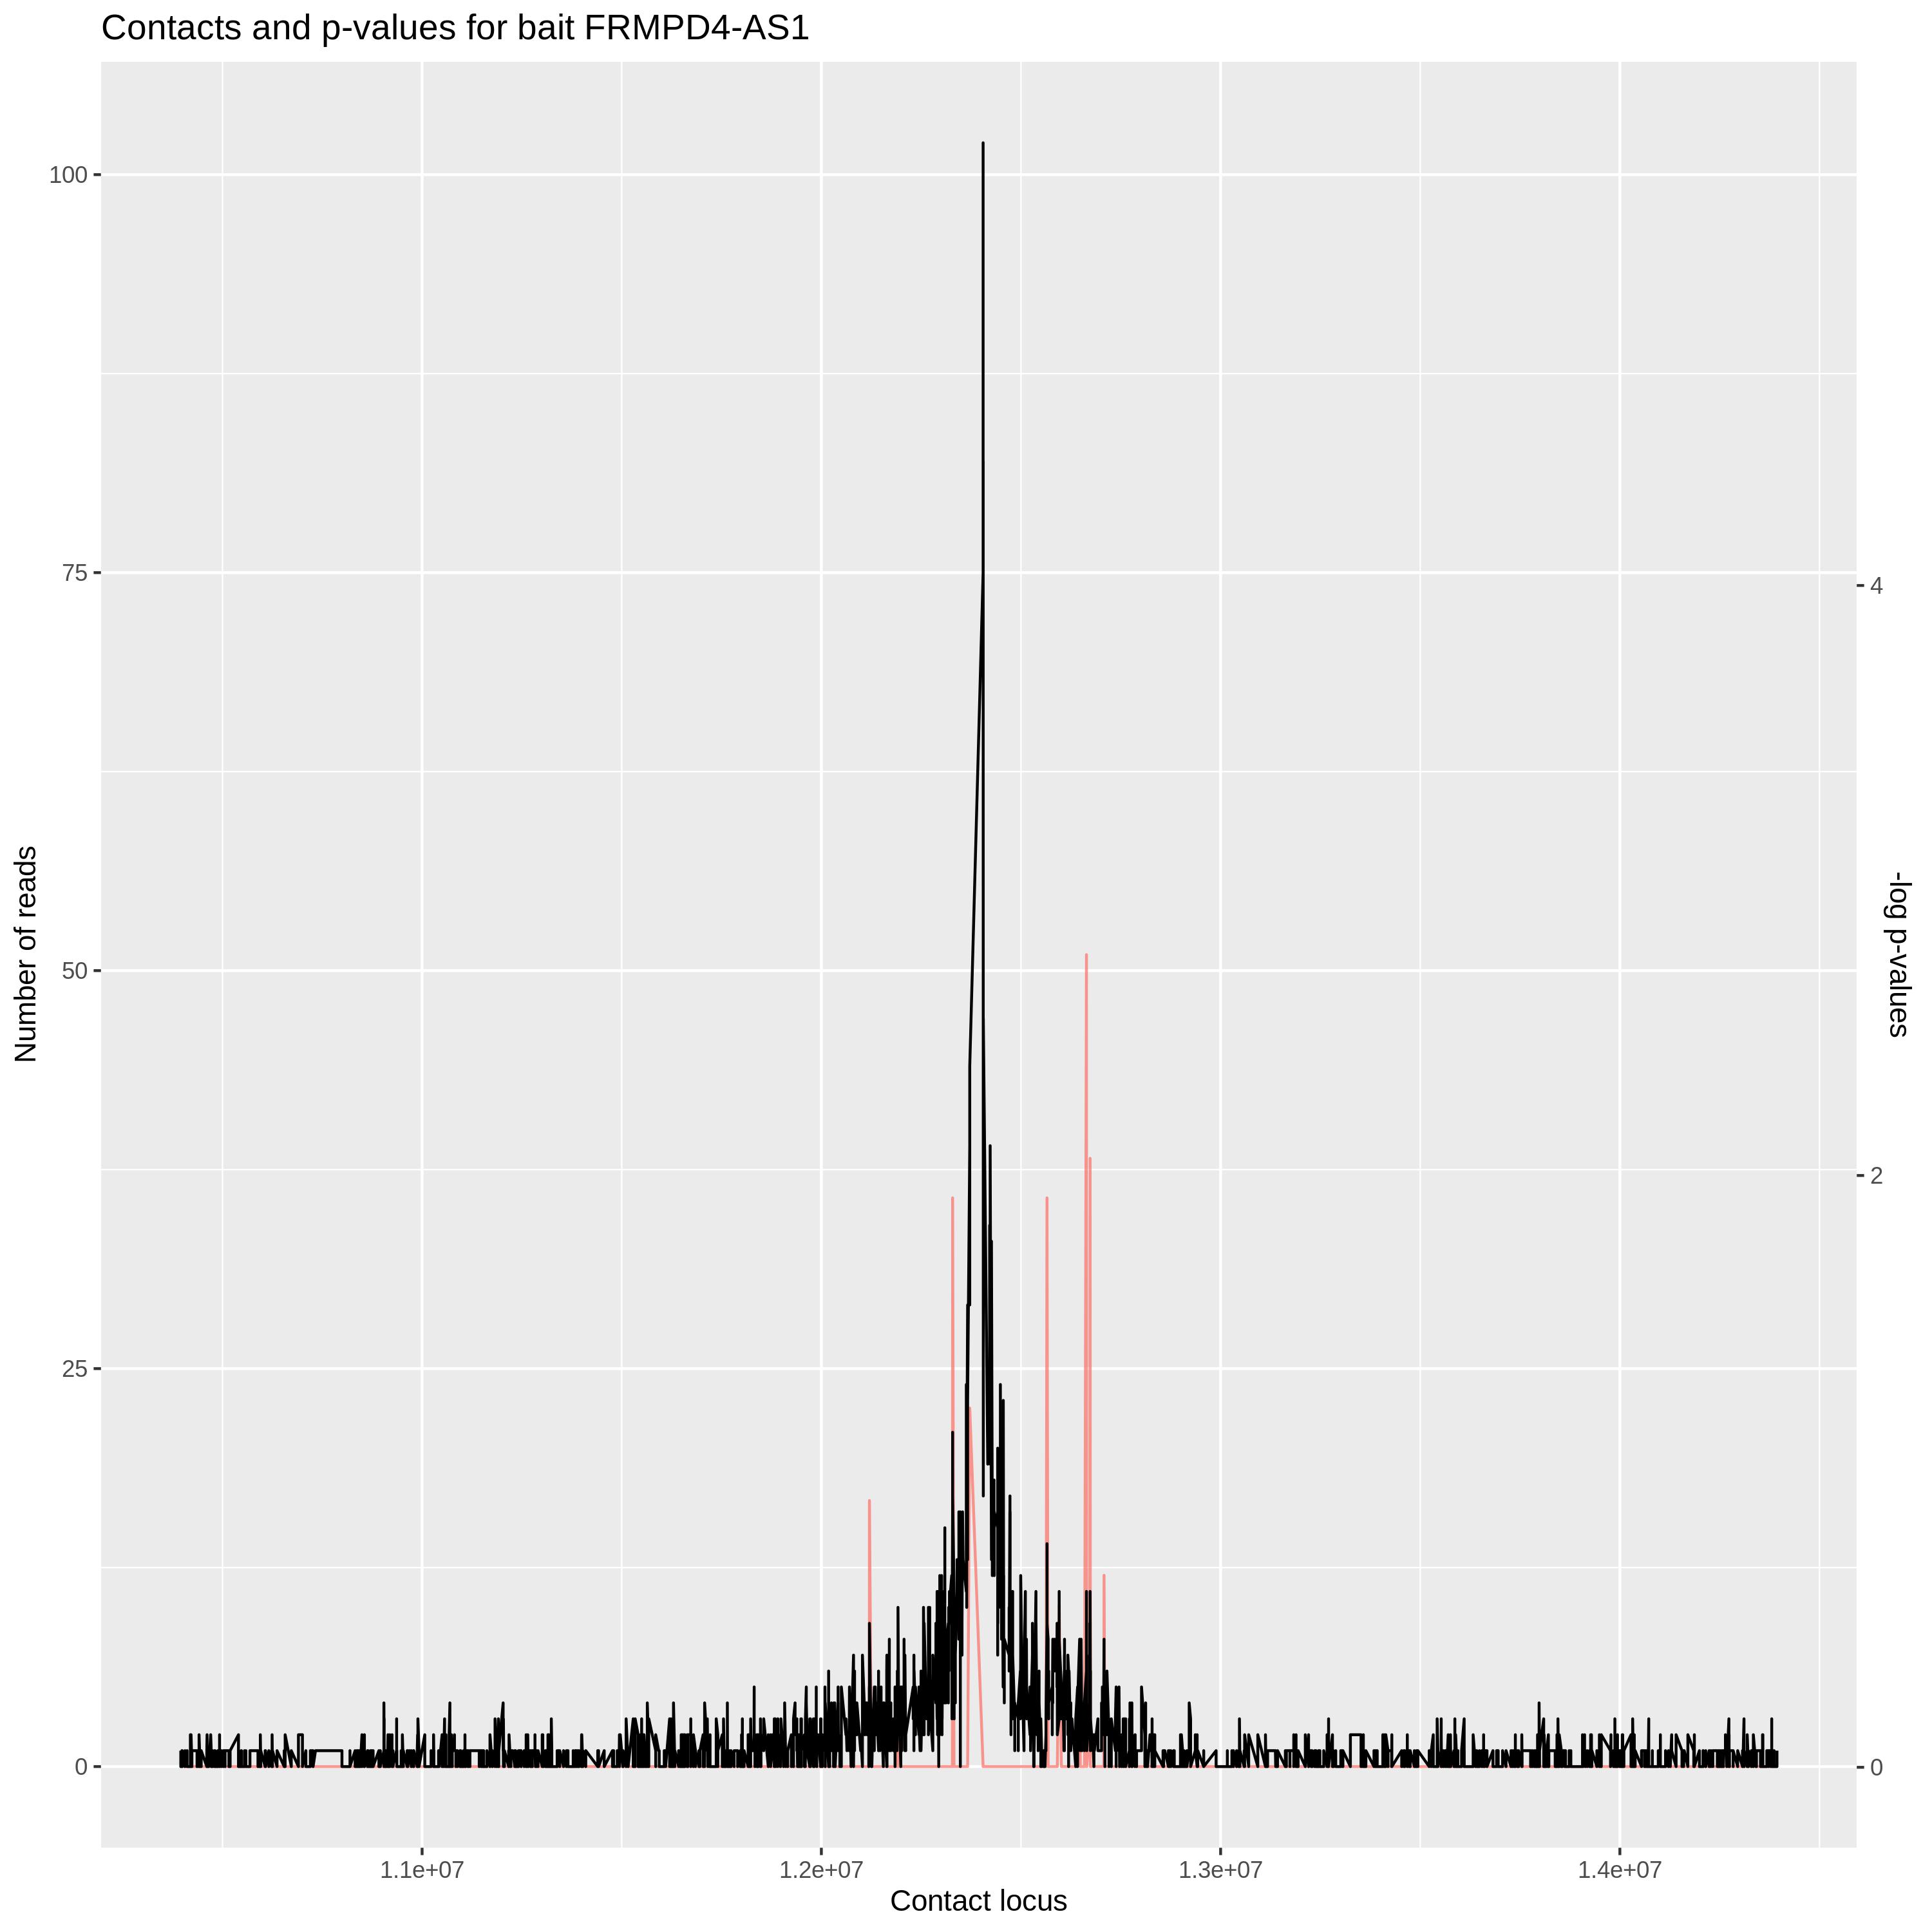 Contacts and p-values for bait FRMPD4-AS1
100
75
50
25
0
Number of reads
4
2
0
-log p-values
1.1e+07
1.2e+07
1.3e+07
1.4e+07
Contact locus